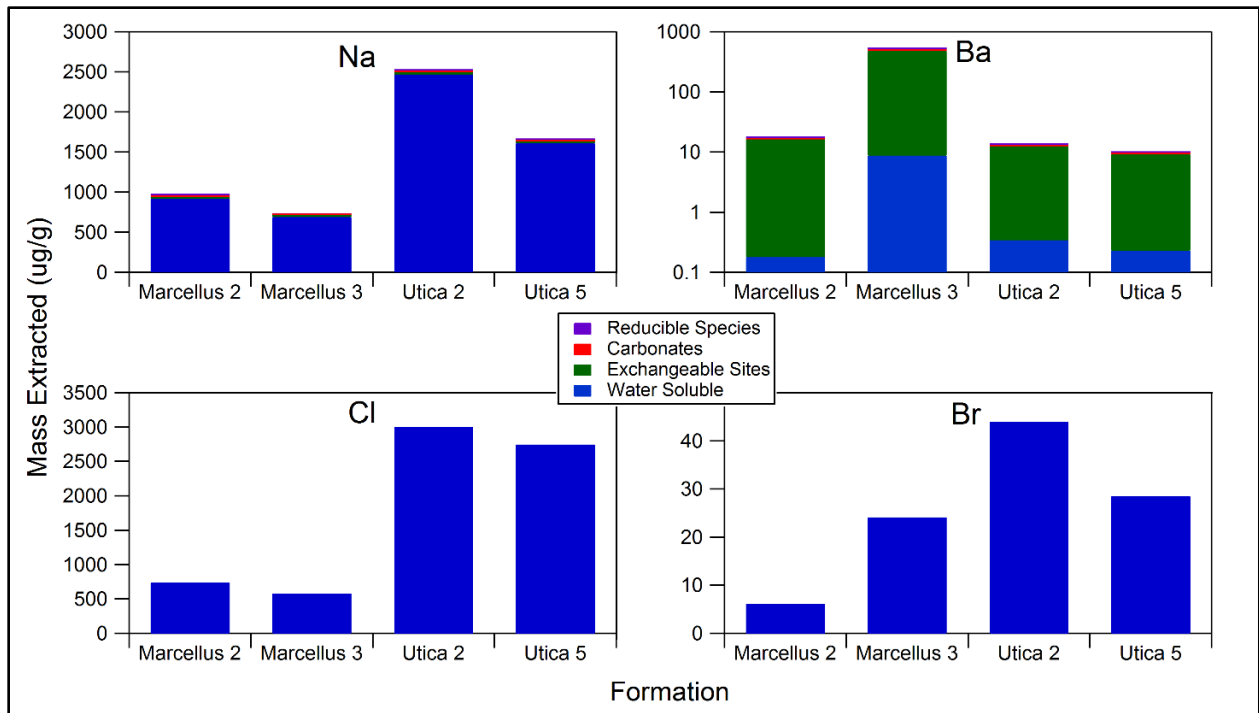 Mass Extracted (ug/g)
Na
3000
2500
2000
1500
1000
500
0
Marcellus 2 Marcellus 3 Utica 2 Utica 5
Ba
1000
100
10
1
0.1
Marcellus 2 Marcellus 3 Utica 2 Utica 5
Reducible Species
Carbonates
Exchangeable Sites
Water Soluble
Cl
3500
3000
2500
2000
1500
1000
500
0
Marcellus 2 Marcellus 3 Utica 2 Utica 5
Br
40
30
20
10
0
Marcellus 2 Marcellus 3 Utica 2 Utica 5
Formation